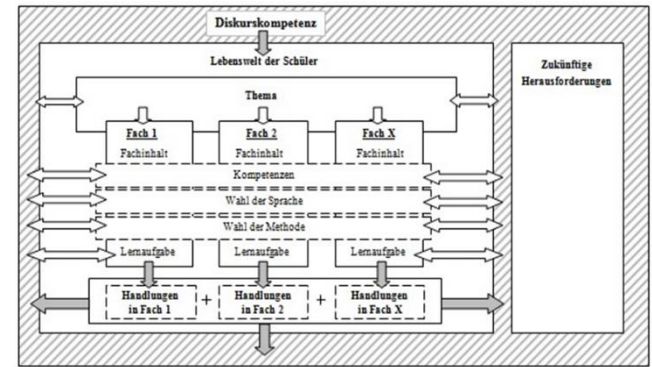 Diskurskompetenz
Lebenswelt der Schüler
Zukünftige
Herausforderungen
Thema
Fach 1 Fach 2 Fach X
Fachinhalt Fachinhalt Fachinhalt
Kompetenzen
Wahl der Sprache
Wahl der Methode
Lernaufgabe Lernaufgabe Lernaufgabe
Handlungen + Handlungen + Handlungen
in Fach 1 in Fach 2 in Fach X